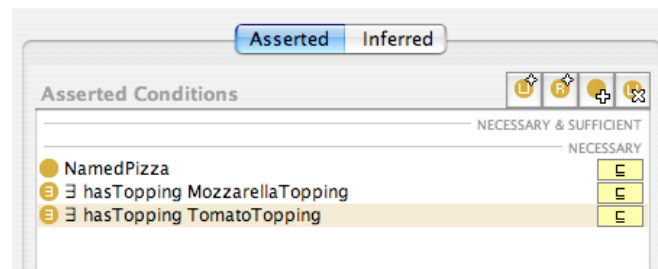 Asserted Inferred
Asserted Conditions
NECESSARY & SUFFICIENT
NECESSARY
NamedPizza ⊑
∃ hasTopping MozzarellaTopping ⊑
∃ hasTopping TomatoTopping ⊑